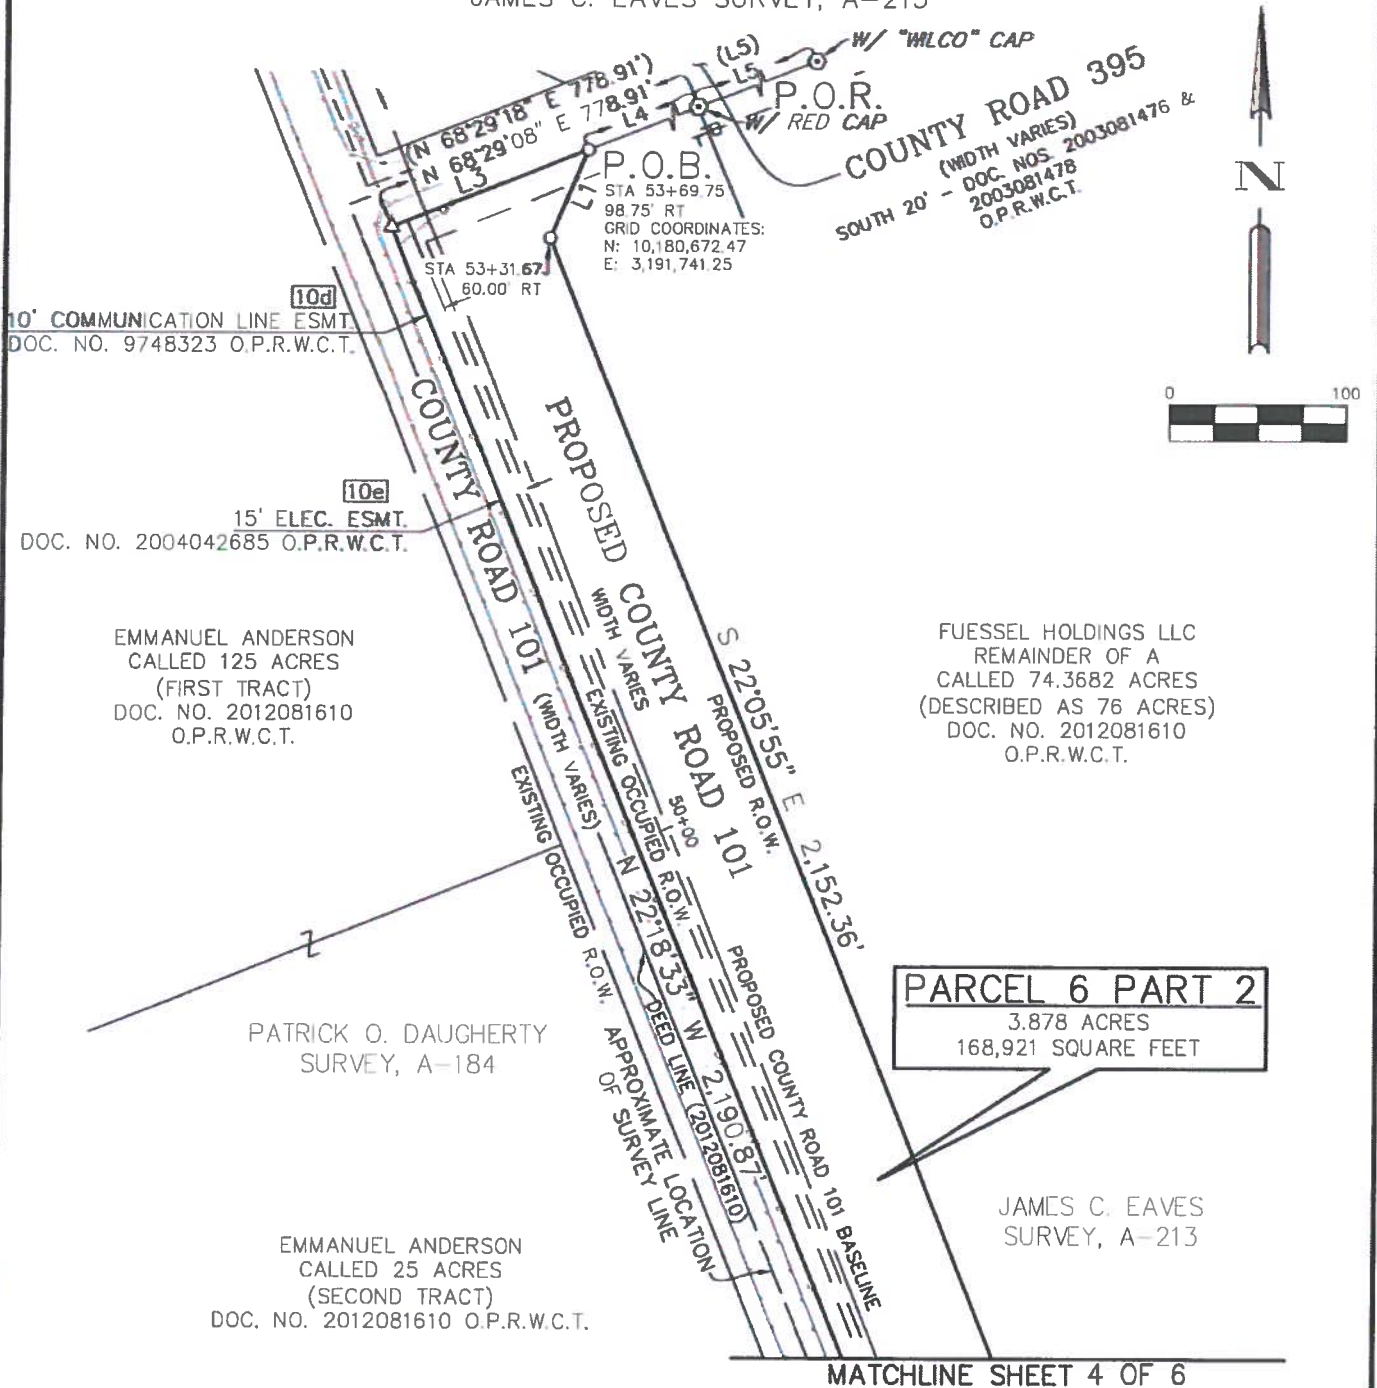 JAMES C. EAVES SURVEY, A-213
W/ "WILCO" CAP
(L5)
L5
(N 68°29'18" E 778.91')
N 68°29'08" E 778.91'
L4
L3
P.O.R.
W/ RED CAP
COUNTY ROAD 395
(WIDTH VARIES)
SOUTH 20' - DOC. NOS. 2003081476 &
2003081478
O.P.R.W.C.T.
N
P.O.B.
STA 53+69.75
98.75' RT
GRID COORDINATES:
N: 10,180,672.47
E: 3,191,741.25
L1
STA 53+31.67
60.00' RT
10d
10' COMMUNICATION LINE ESMT.
DOC. NO. 9748323 O.P.R.W.C.T.
0 100
10e
15' ELEC. ESMT.
DOC. NO. 2004042685 O.P.R.W.C.T.
COUNTY ROAD 101 (WIDTH VARIES)
PROPOSED COUNTY ROAD 101
WIDTH VARIES
EXISTING OCCUPIED R.O.W.
50+00
PROPOSED R.O.W.
S 22°05'55" E 2,152.36'
EMMANUEL ANDERSON
CALLED 125 ACRES
(FIRST TRACT)
DOC. NO. 2012081610
O.P.R.W.C.T.
FUESSEL HOLDINGS LLC
REMAINDER OF A
CALLED 74.3682 ACRES
(DESCRIBED AS 76 ACRES)
DOC. NO. 2012081610
O.P.R.W.C.T.
EXISTING OCCUPIED R.O.W.
N 22°18'33" W 2,190.87'
DEED LINE (2012081610)
PROPOSED COUNTY ROAD 101 BASELINE
PARCEL 6 PART 2
3.878 ACRES
168,921 SQUARE FEET
PATRICK O. DAUGHERTY
SURVEY, A-184
APPROXIMATE LOCATION
OF SURVEY LINE
JAMES C. EAVES
SURVEY, A-213
EMMANUEL ANDERSON
CALLED 25 ACRES
(SECOND TRACT)
DOC. NO. 2012081610 O.P.R.W.C.T.
MATCHLINE SHEET 4 OF 6